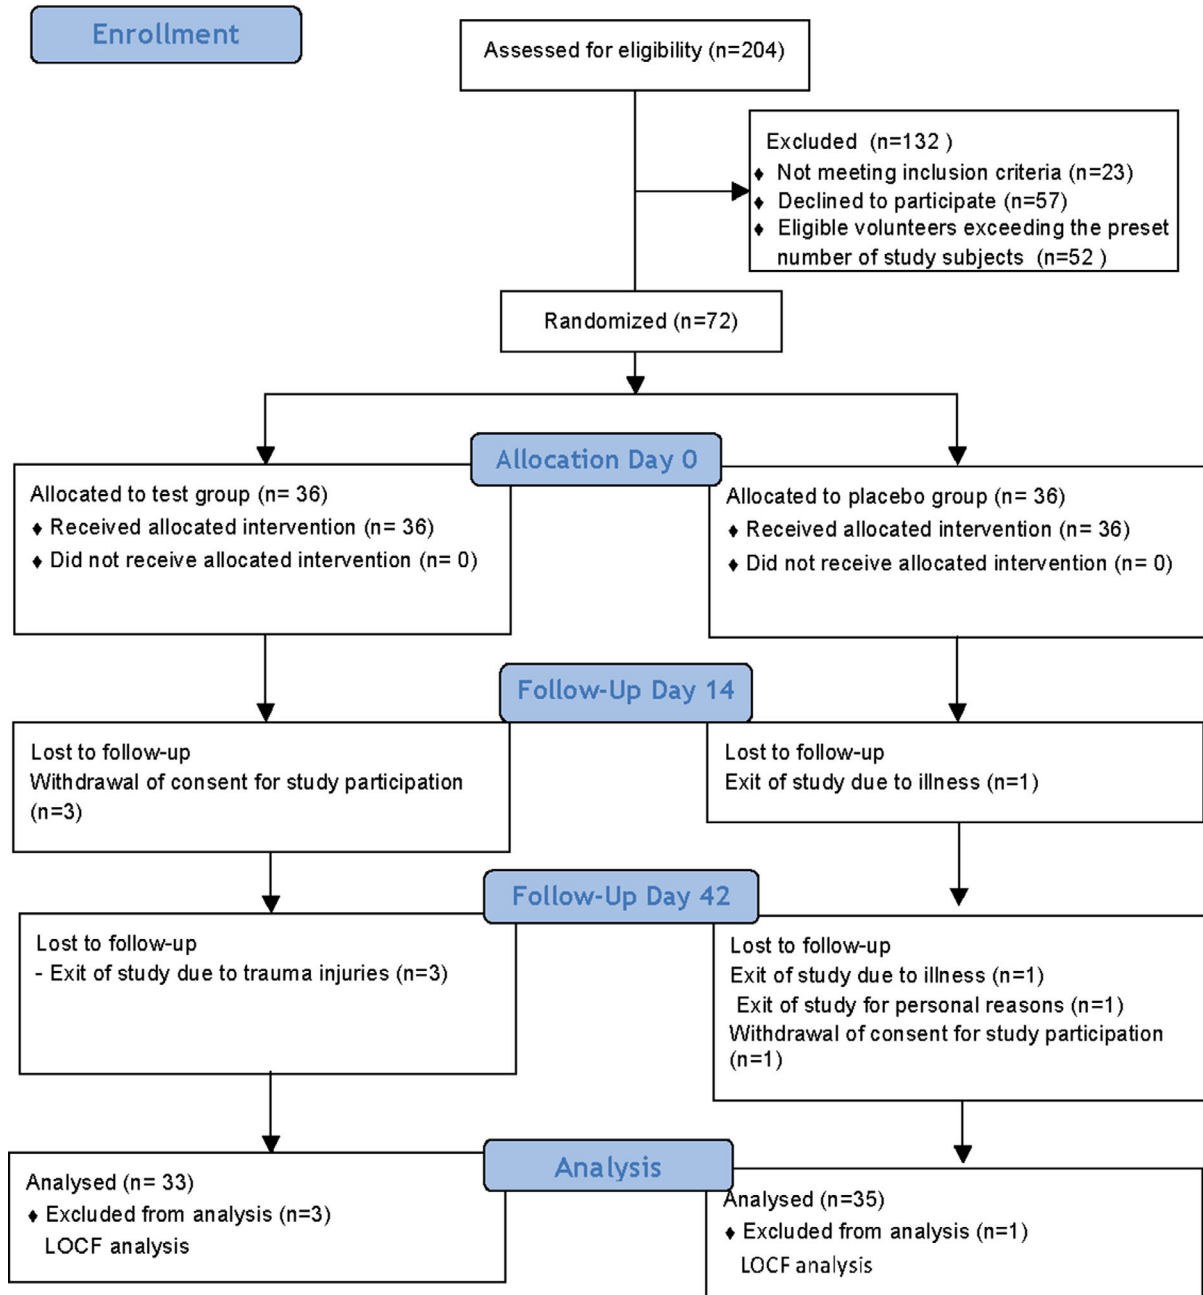 Enrollment
Assessed for eligibility (n=204)
Excluded (n=132 )
♦ Not meeting inclusion criteria (n=23)
♦ Declined to participate (n=57)
♦ Eligible volunteers exceeding the preset
number of study subjects (n=52 )
Randomized (n=72)
Allocation Day 0
Allocated to test group (n= 36)
♦ Received allocated intervention (n= 36)
♦ Did not receive allocated intervention (n= 0)
Allocated to placebo group (n= 36)
♦ Received allocated intervention (n= 36)
♦ Did not receive allocated intervention (n= 0)
Follow-Up Day 14
Lost to follow-up
Withdrawal of consent for study participation
(n=3)
Lost to follow-up
Exit of study due to illness (n=1)
Follow-Up Day 42
Lost to follow-up
- Exit of study due to trauma injuries (n=3)
Lost to follow-up
Exit of study due to illness (n=1)
Exit of study for personal reasons (n=1)
Withdrawal of consent for study participation
(n=1)
Analysis
Analysed (n= 33)
♦ Excluded from analysis (n=3)
LOCF analysis
Analysed (n=35)
♦ Excluded from analysis (n=1)
LOCF analysis